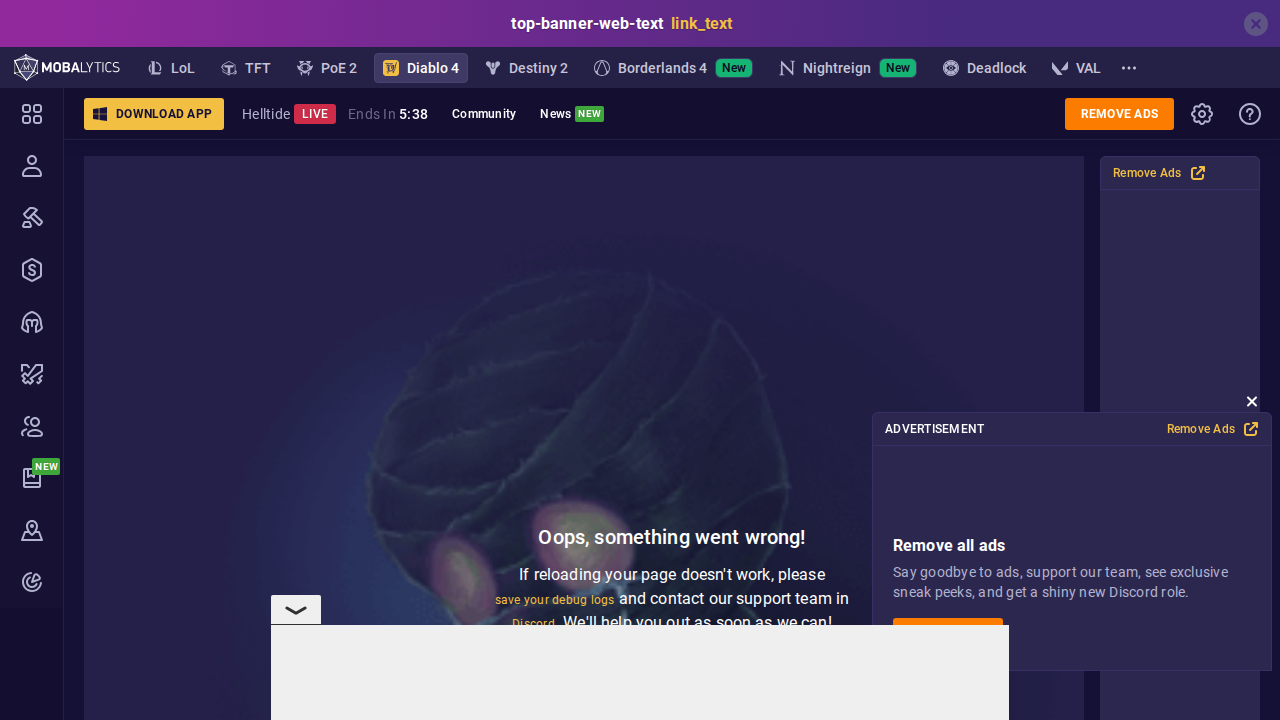 top-banner-web-text link_text
MOBALYTICS LoL TFT PoE 2 Diablo 4 Destiny 2 Borderlands 4 New Nightreign New Deadlock VAL
DOWNLOAD APP Helltide LIVE Ends In 5:38 Community News NEW REMOVE ADS
Remove Ads
ADVERTISEMENT Remove Ads
NEW
Oops, something went wrong!
If reloading your page doesn't work, please
save your debug logs and contact our support team in
Discord. We'll help you out as soon as we can!
Remove all ads
Say goodbye to ads, support our team, see exclusive
sneak peeks, and get a shiny new Discord role.